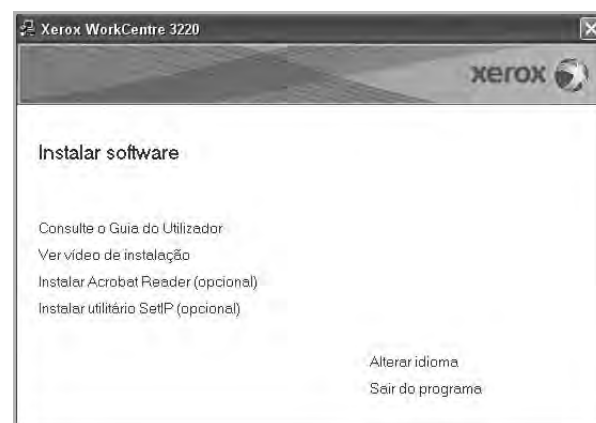 Xerox WorkCentre 3220
xerox
Instalar software
Consulte o Guia do Utilizador
Ver vídeo de instalação
Instalar Acrobat Reader (opcional)
Instalar utilitário SetIP (opcional)
Alterar idioma
Sair do programa